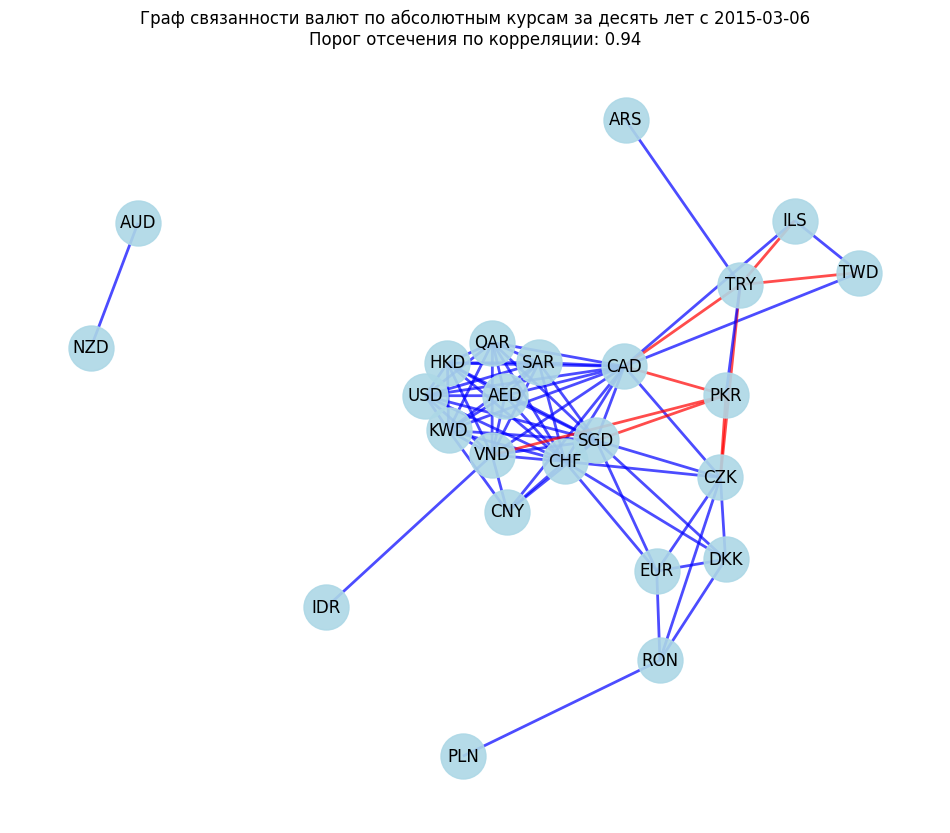 Граф связанности валют по абсолютным курсам за десять лет с 2015-03-06
Порог отсечения по корреляции: 0.94
ARS
AUD
ILS
TWD
TRY
NZD
QAR
HKD
SAR
CAD
USD
AED
PKR
KWD
SGD
VND
CHF
CZK
CNY
DKK
EUR
IDR
RON
PLN